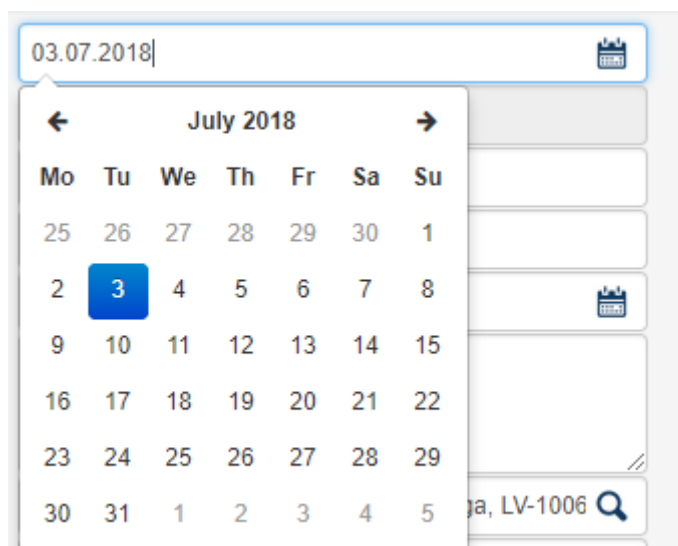 03.07.2018
July 2018
Mo Tu We Th Fr Sa Su
25 26 27 28 29 30 1
2 3 4 5 6 7 8
9 10 11 12 13 14 15
16 17 18 19 20 21 22
23 24 25 26 27 28 29
30 31 1 2 3 4 5
LV-1006